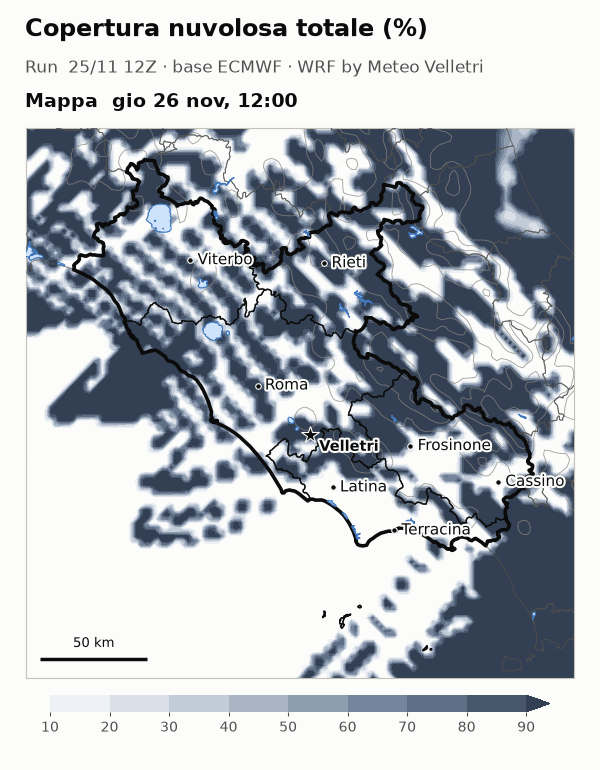 Copertura nuvolosa totale (%)
Run 25/11 12Z · base ECMWF · WRF by Meteo Velletri
Mappa gio 26 nov, 12:00
Viterbo
Rieti
Roma
Velletri
Frosinone
Cassino
Latina
Terracina
50 km
10 20 30 40 50 60 70 80 90